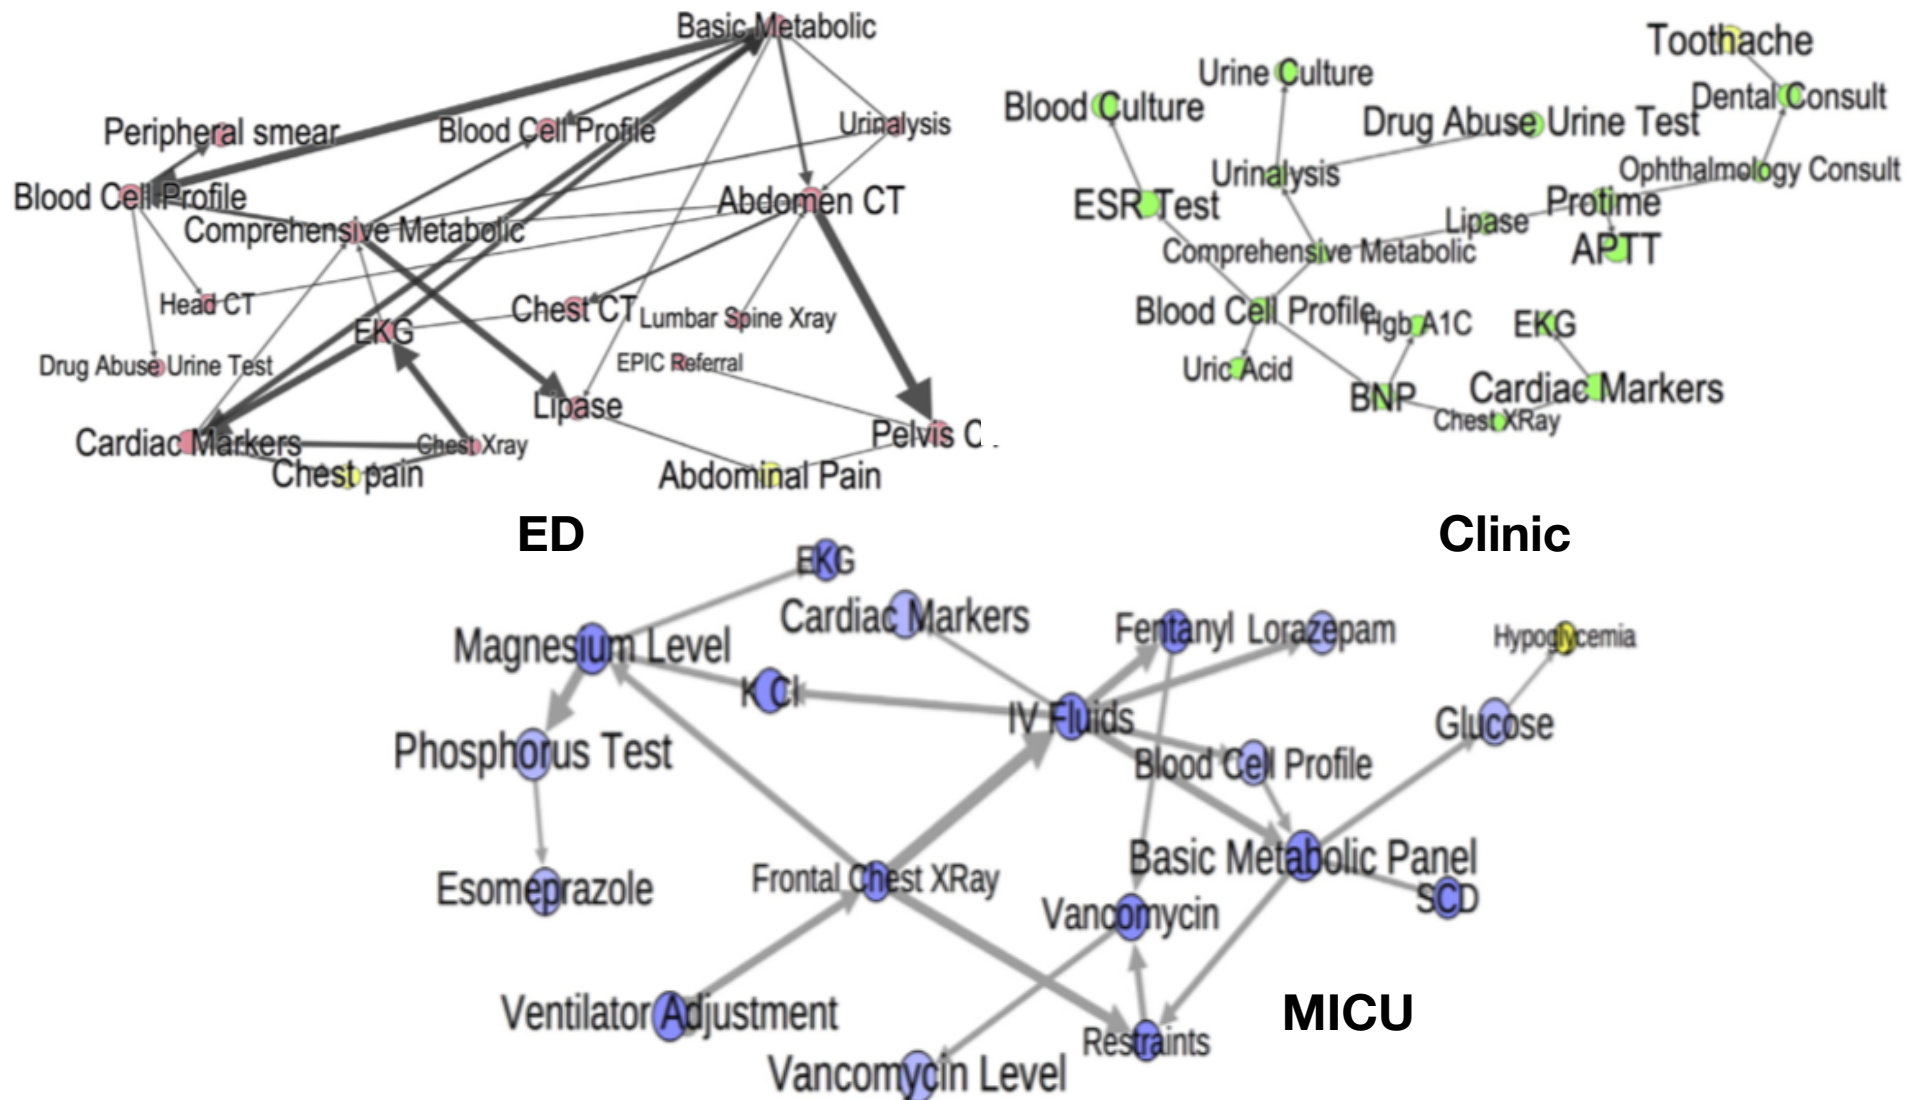 Basic Metabolic
Peripheral smear
Blood Cell Profile
Urinalysis
Blood Cell Profile
Comprehensive Metabolic
Abdomen CT
Head CT
EKG
Chest CT
Lumbar Spine Xray
Drug Abuse Urine Test
EPIC Referral
Lipase
Cardiac Markers
Chest Xray
Pelvis C
Chest pain
Abdominal Pain
ED
Toothache
Urine Culture
Blood Culture
Dental Consult
Drug Abuse Urine Test
Urinalysis
Ophthalmology Consult
ESR Test
Protime
Lipase
Comprehensive Metabolic
APTT
Blood Cell Profile
Hgb A1C
EKG
Uric Acid
BNP
Cardiac Markers
Chest XRay
Clinic
EKG
Cardiac Markers
Fentanyl
Lorazepam
Hypoglycemia
Magnesium Level
K Cl
IV Fluids
Glucose
Phosphorus Test
Blood Cell Profile
Basic Metabolic Panel
Esomeprazole
Frontal Chest XRay
SCD
Vancomycin
Ventilator Adjustment
MICU
Restraints
Vancomycin Level